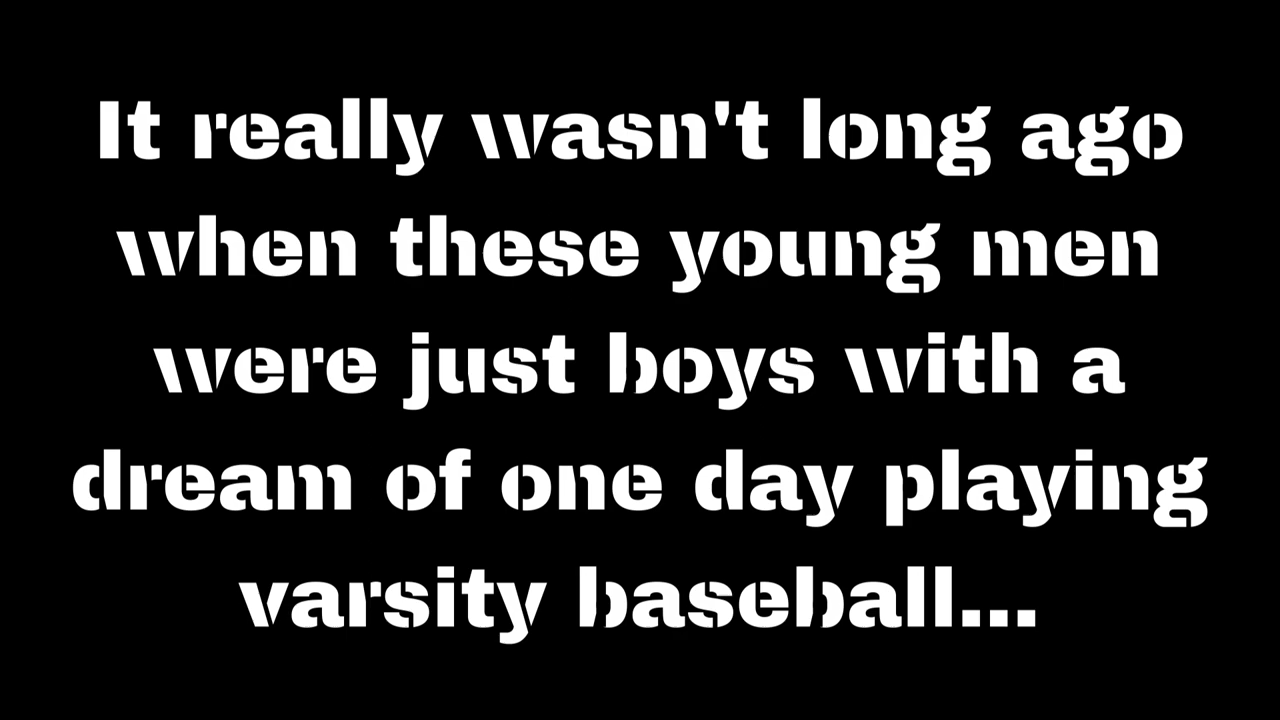 It really wasn't long ago
when these young men
were just boys with a
dream of one day playing
varsity baseball...